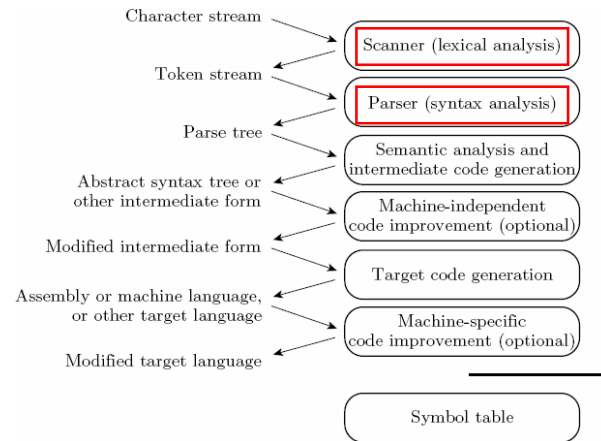 Character stream
Scanner (lexical analysis)
Token stream
Parser (syntax analysis)
Parse tree
Semantic analysis and
intermediate code generation
Abstract syntax tree or
other intermediate form
Machine-independent
code improvement (optional)
Modified intermediate form
Target code generation
Assembly or machine language,
or other target language
Machine-specific
code improvement (optional)
Modified target language
Symbol table